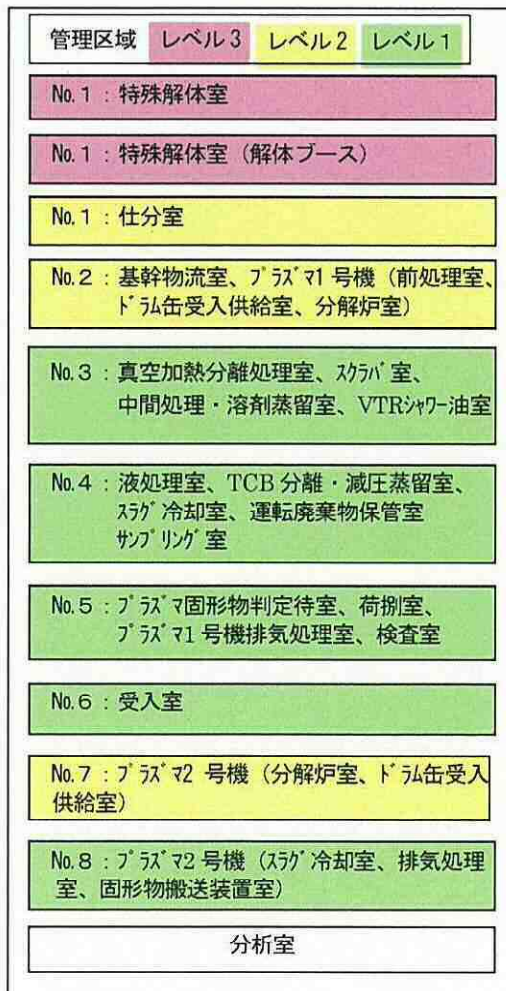 管理区域 レベル3 レベル2 レベル1
No.1：特殊解体室
No.1：特殊解体室（解体ブース）
No.1：仕分室
No.2：基幹物流室、プラズマ1号機（前処理室、
ドラム缶受入供給室、分解炉室）
No.3：真空加熱分離処理室、スクラバ室、
中間処理・溶剤蒸留室、VTRシャワー油室
No.4：液処理室、TCB分離・減圧蒸留室、
スラグ冷却室、運転廃棄物保管室
サンプリング室
No.5：プラズマ固形物判定待室、荷捌室、
プラズマ1号機排気処理室、検査室
No.6：受入室
No.7：プラズマ2号機（分解炉室、ドラム缶受入
供給室）
No.8：プラズマ2号機（スラグ冷却室、排気処理
室、固形物搬送装置室）
分析室